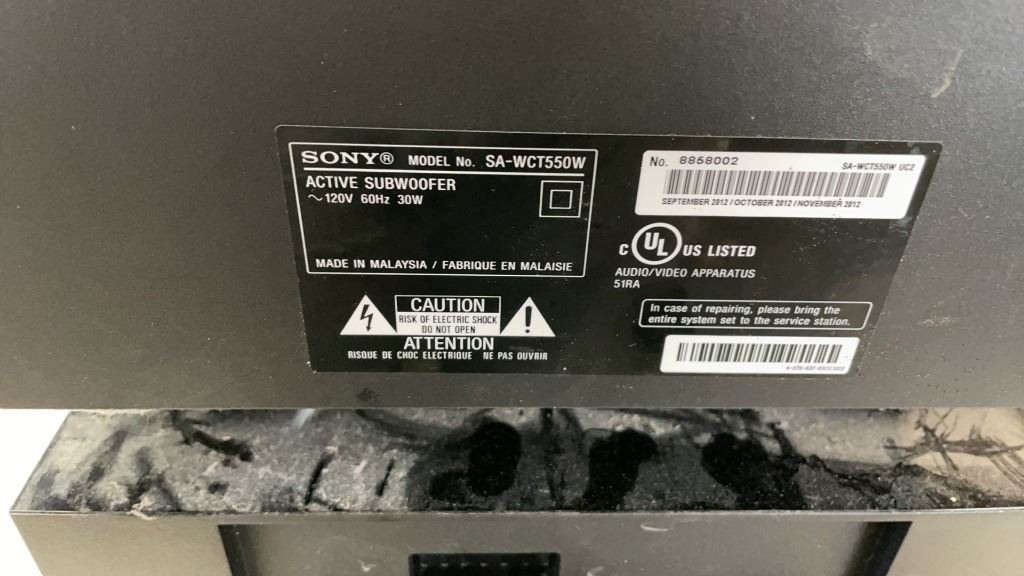 SONY® MODEL No. SA-WCT550W
ACTIVE SUBWOOFER
~120V 60Hz 30W
MADE IN MALAYSIA / FABRIQUE EN MALAISIE
CAUTION
RISK OF ELECTRIC SHOCK
DO NOT OPEN
ATTENTION
RISQUE DE CHOC ELECTRIQUE NE PAS OUVRIR
No. 8858002 SA-WCT550W UC2
SEPTEMBER 2012 / OCTOBER 2012 / NOVEMBER 2012
C UL US LISTED
AUDIO/VIDEO APPARATUS
51RA
In case of repairing, please bring the
entire system set to the service station.